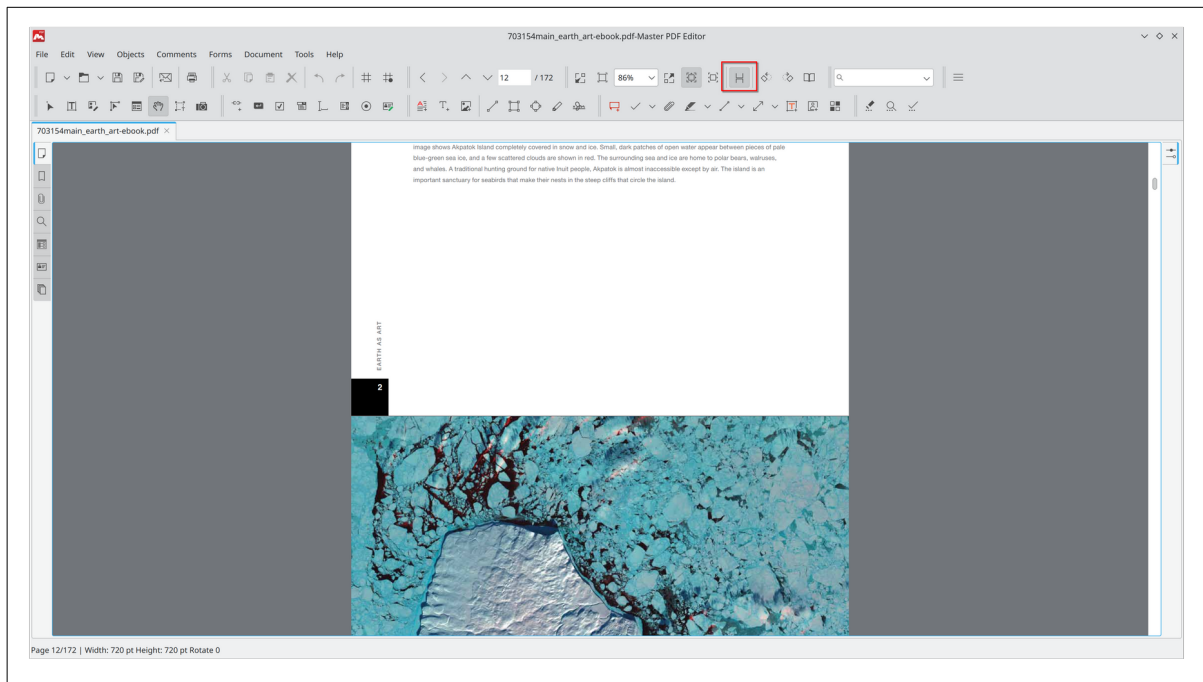 703154main_earth_art-ebook.pdf-Master PDF Editor
File Edit View Objects Comments Forms Document Tools Help
12 / 172 86%
703154main_earth_art-ebook.pdf
image shows Akpatok Island completely covered in snow and ice. Small, dark patches of open water appear between pieces of pale
blue-green sea ice, and a few scattered clouds are shown in red. The surrounding sea and ice are home to polar bears, walruses,
and whales. A traditional hunting ground for native Inuit people, Akpatok is almost inaccessible except by air. The island is an
important sanctuary for seabirds that make their nests in the steep cliffs that circle the island.
EARTH AS ART
2
Page 12/172 | Width: 720 pt Height: 720 pt Rotate 0